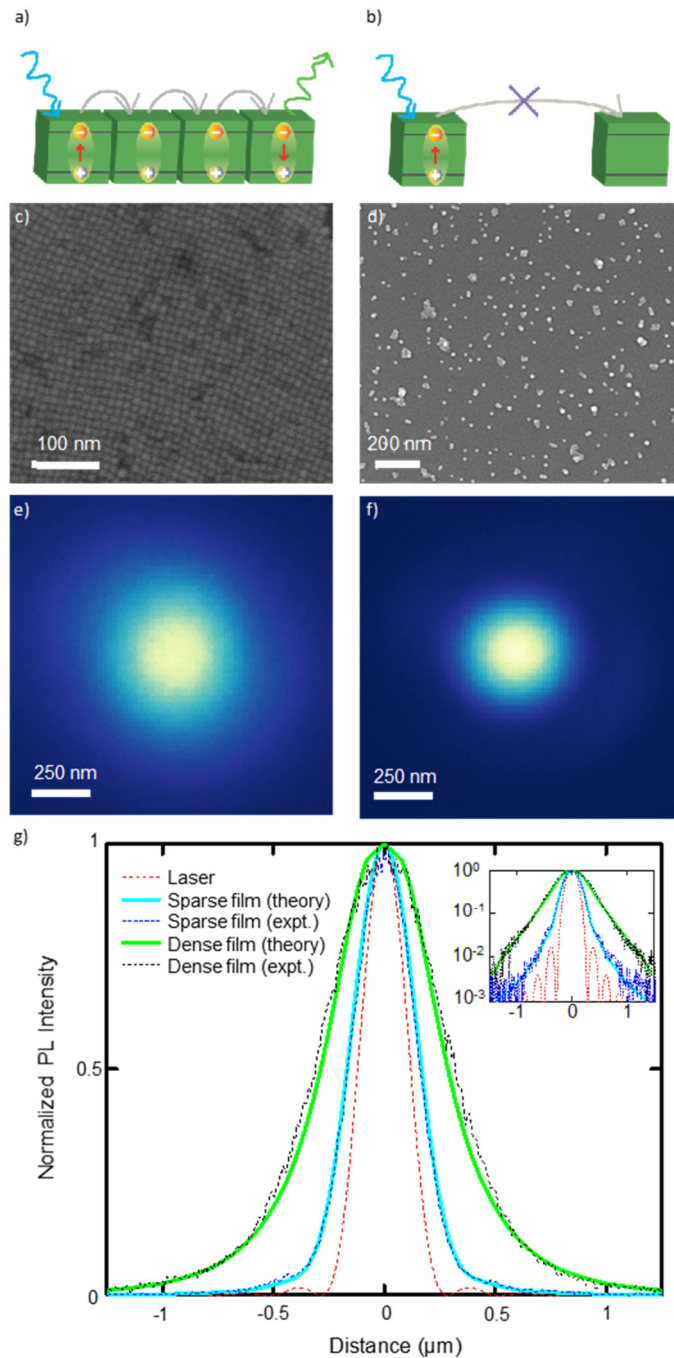 a)
b)
c)
d)
100 nm
200 nm
e)
f)
250 nm
250 nm
g)
1
Laser
Sparse film (theory)
Sparse film (expt.)
Dense film (theory)
Dense film (expt.)
10⁰
10⁻¹
10⁻²
10⁻³
-1
0
1
0.5
0
Normalized PL Intensity
-1
-0.5
0
0.5
1
Distance (µm)